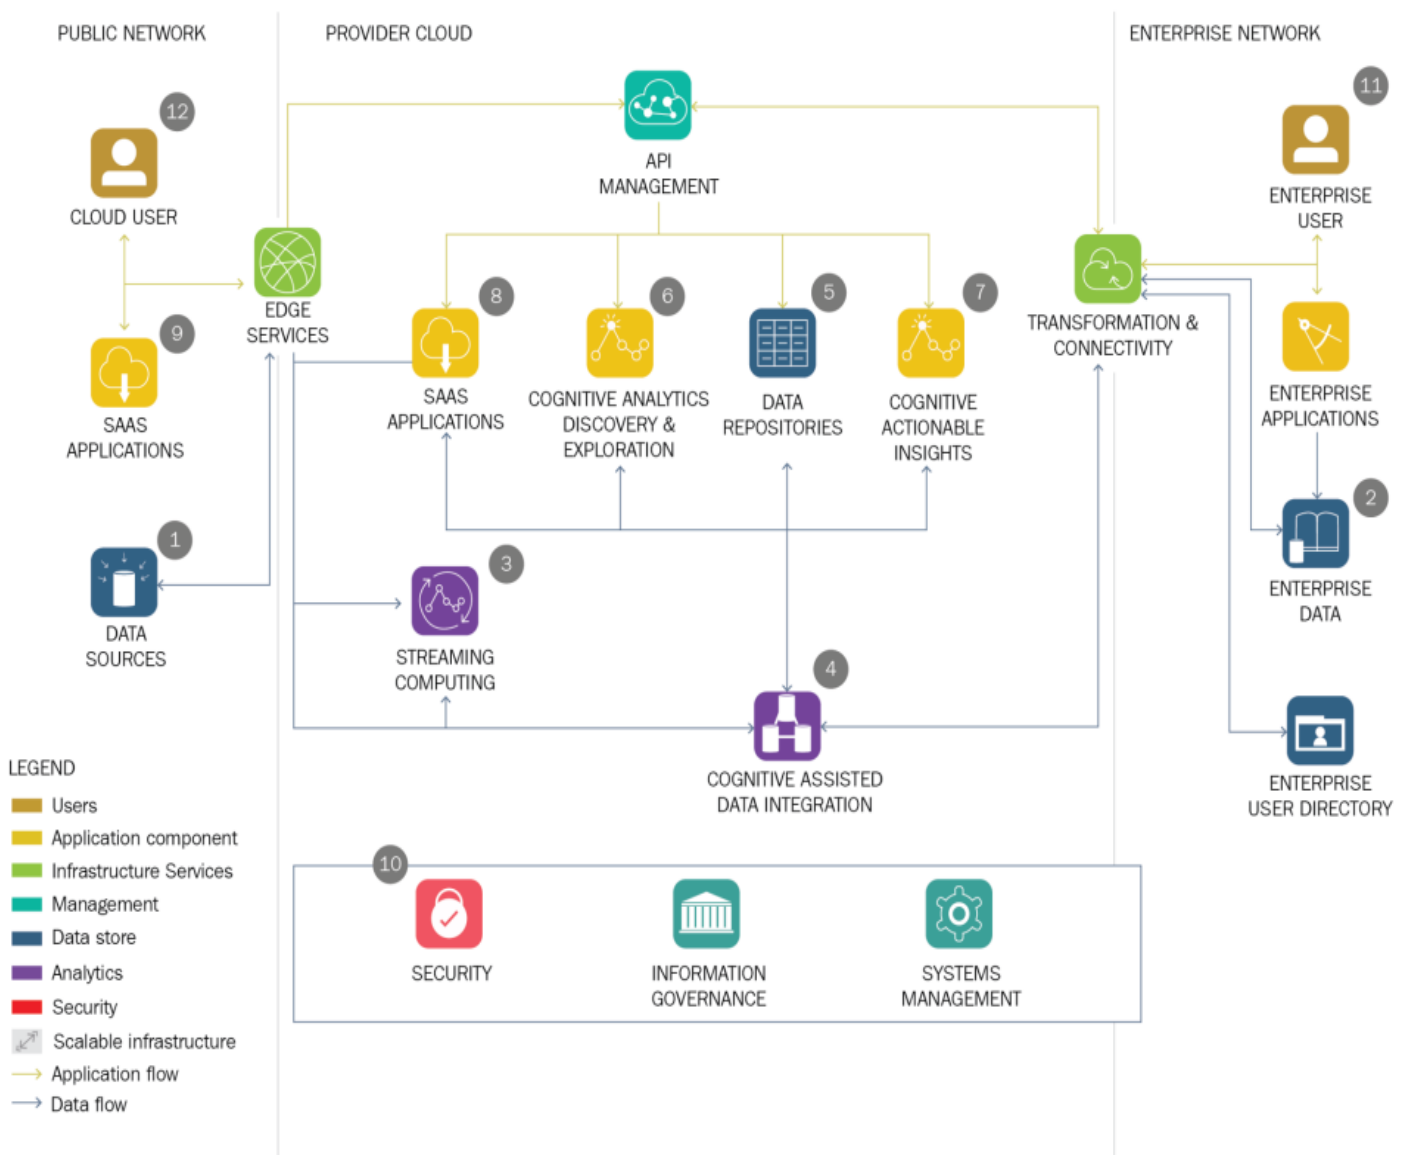 PUBLIC NETWORK
PROVIDER CLOUD
ENTERPRISE NETWORK
12
CLOUD USER
9
SAAS
APPLICATIONS
1
DATA
SOURCES
EDGE
SERVICES
API
MANAGEMENT
8
SAAS
APPLICATIONS
6
COGNITIVE ANALYTICS
DISCOVERY &
EXPLORATION
5
DATA
REPOSITORIES
7
COGNITIVE
ACTIONABLE
INSIGHTS
3
STREAMING
COMPUTING
4
COGNITIVE ASSISTED
DATA INTEGRATION
TRANSFORMATION &
CONNECTIVITY
11
ENTERPRISE
USER
ENTERPRISE
APPLICATIONS
2
ENTERPRISE
DATA
ENTERPRISE
USER DIRECTORY
10
SECURITY
INFORMATION
GOVERNANCE
SYSTEMS
MANAGEMENT
LEGEND
Users
Application component
Infrastructure Services
Management
Data store
Analytics
Security
Scalable infrastructure
Application flow
Data flow